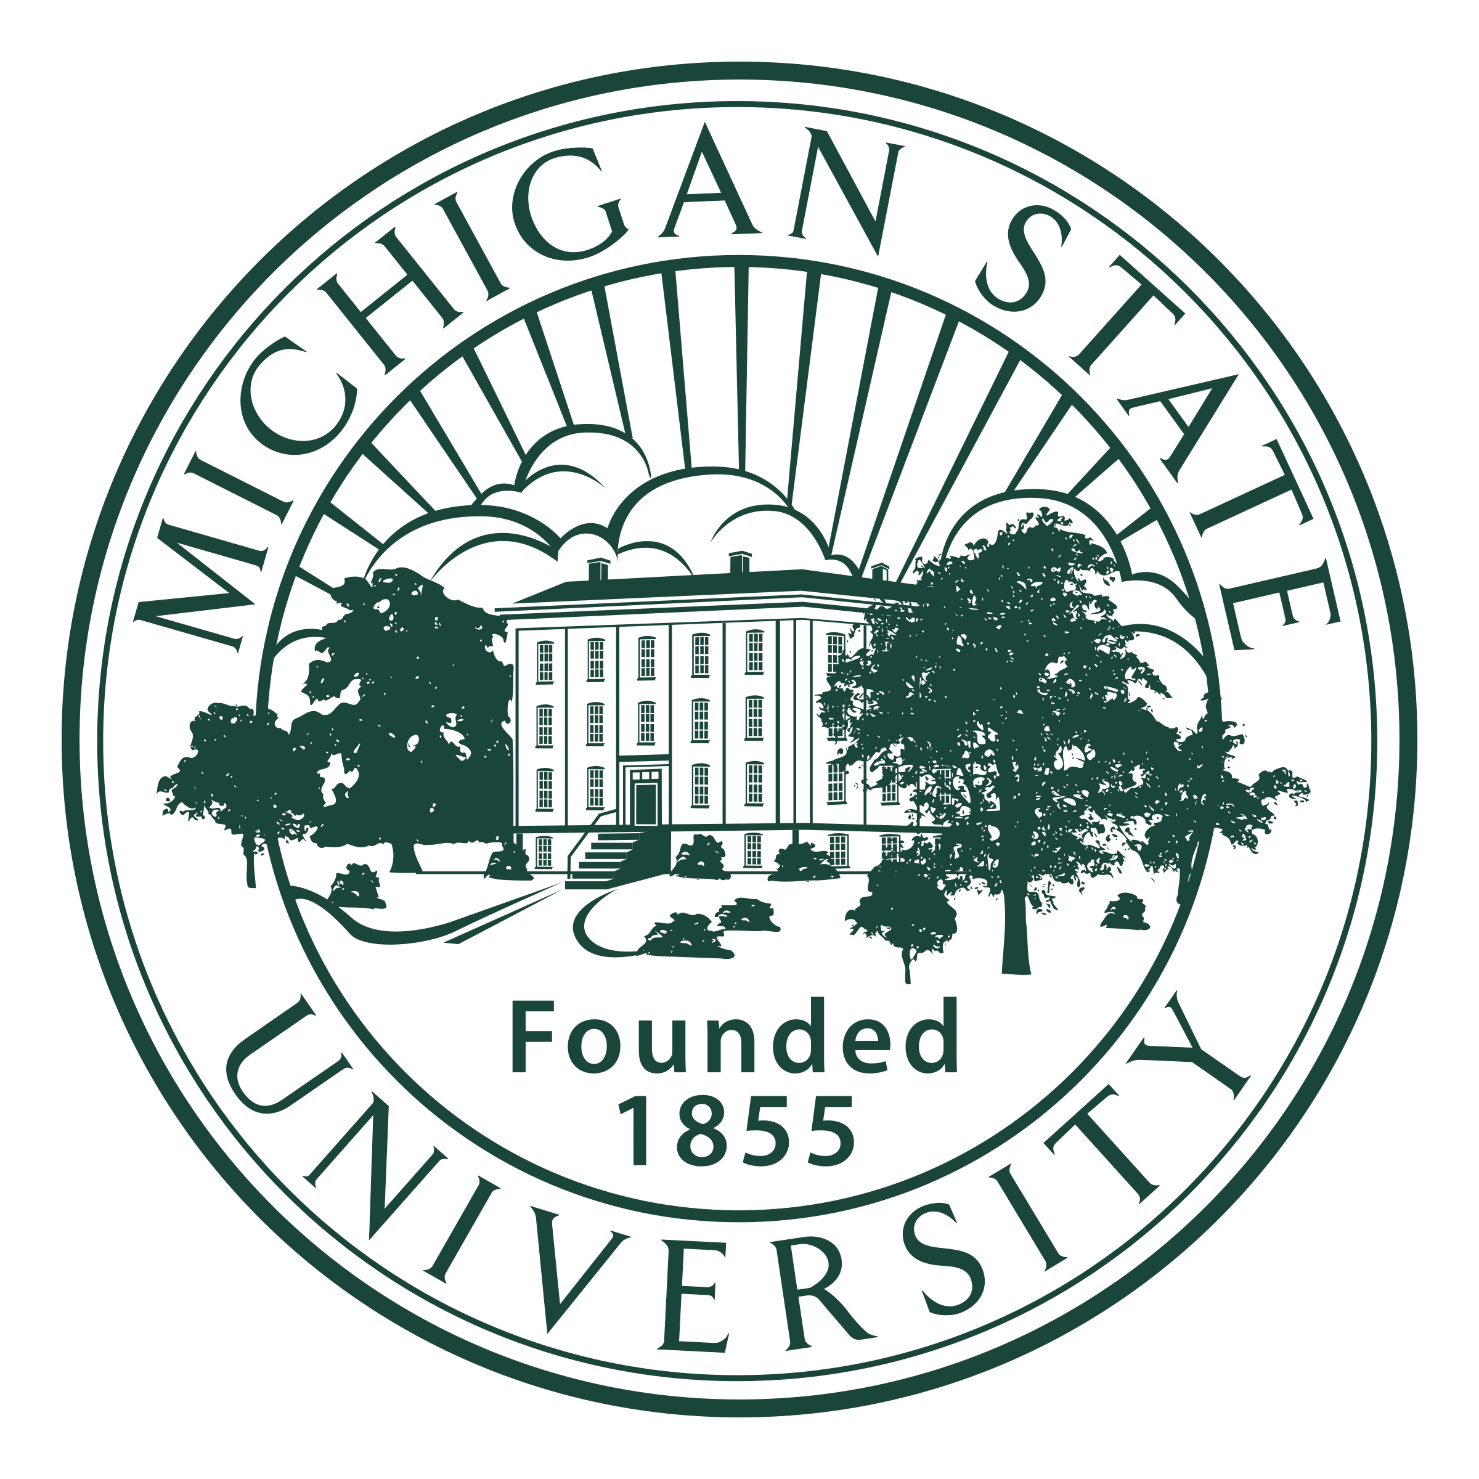 MICHIGAN STATE
UNIVERSITY
Founded
1855